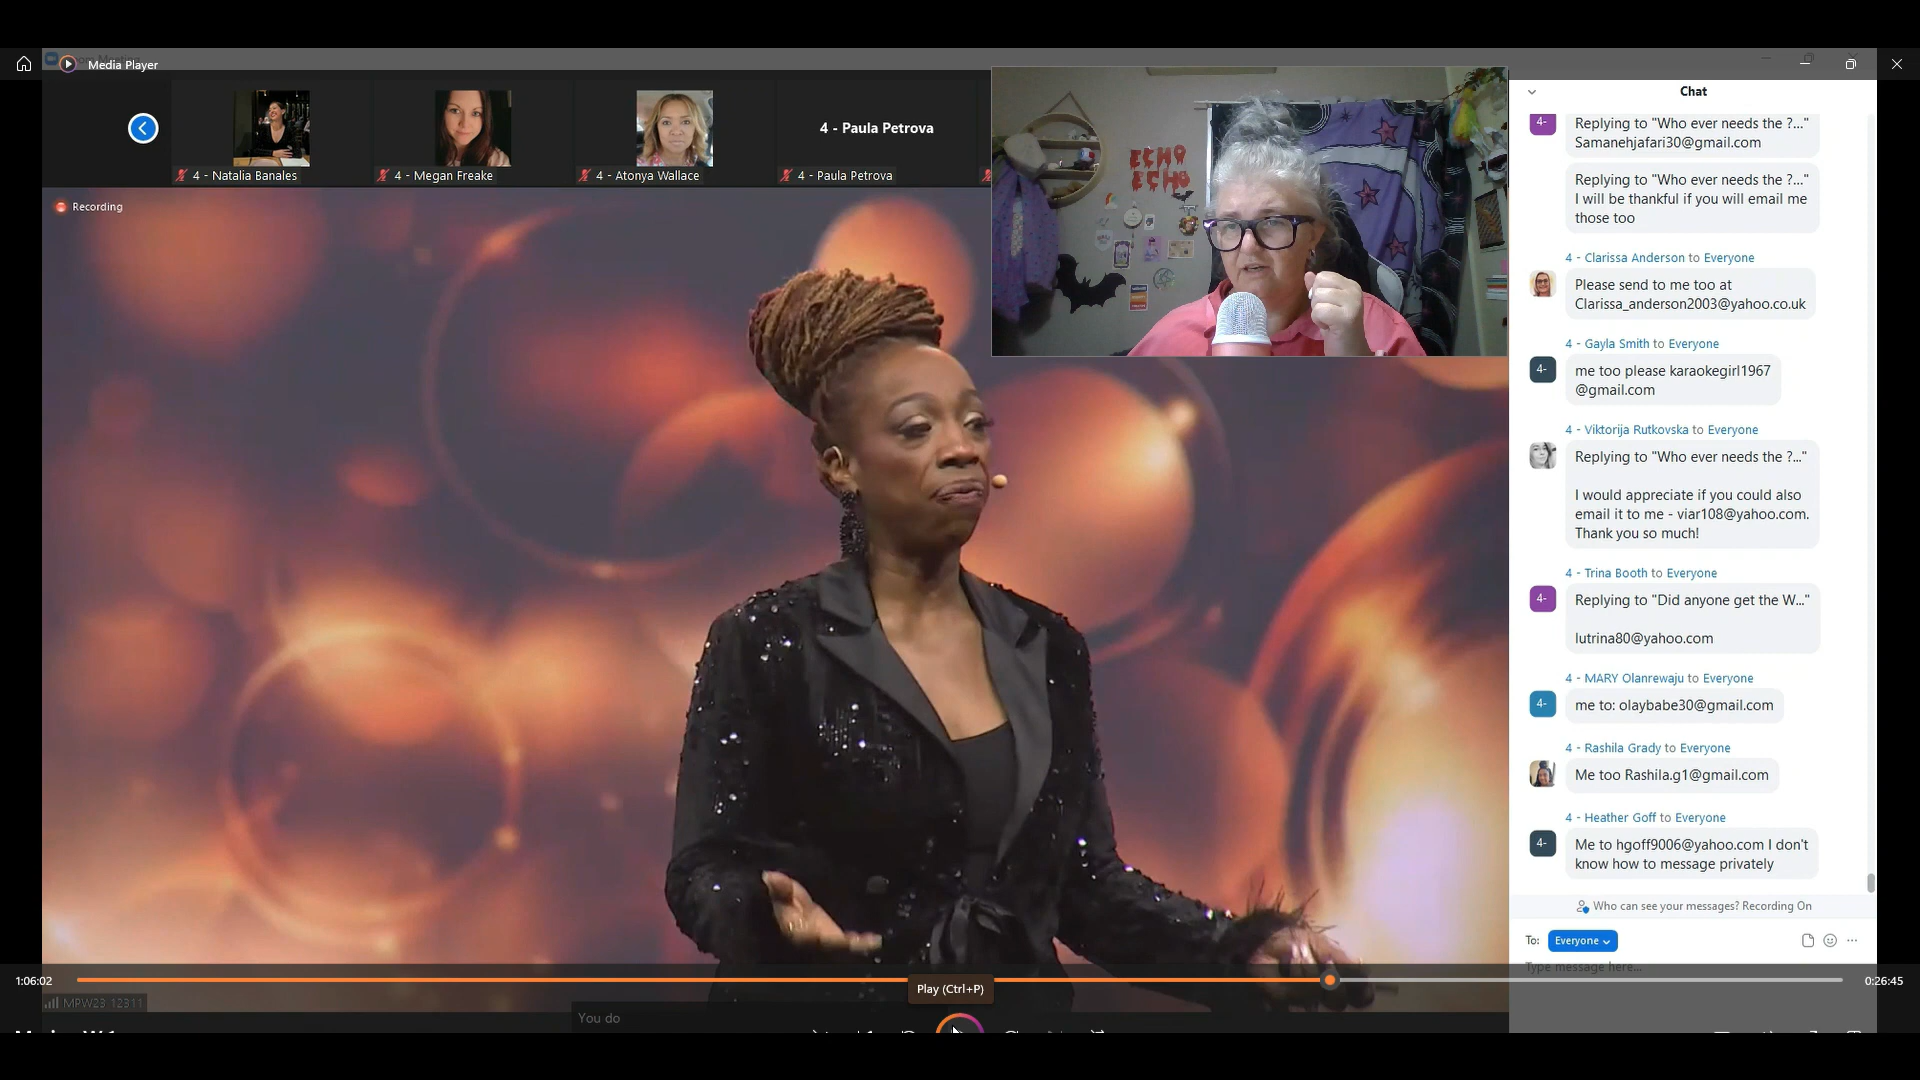 Media Player
4 - Paula Petrova
4 - Natalia Banales
4 - Megan Freake
4 - Atonya Wallace
4 - Paula Petrova
Recording
ECHO
ECHO
Chat
4-
Replying to "Who ever needs the ?..."
Samanehjafari30@gmail.com
Replying to "Who ever needs the ?..."
I will be thankful if you will email me
those too
4 - Clarissa Anderson to Everyone
Please send to me too at
Clarissa_anderson2003@yahoo.co.uk
4 - Gayla Smith to Everyone
4-
me too please karaokegirl1967
@gmail.com
4 - Viktorija Rutkovska to Everyone
Replying to "Who ever needs the ?..."
I would appreciate if you could also
email it to me - viar108@yahoo.com.
Thank you so much!
4 - Trina Booth to Everyone
4-
Replying to "Did anyone get the W..."
lutrina80@yahoo.com
4 - MARY Olanrewaju to Everyone
4-
me to: olaybabe30@gmail.com
4 - Rashila Grady to Everyone
Me too Rashila.g1@gmail.com
4 - Heather Goff to Everyone
4-
Me to hgoff9006@yahoo.com I don't
know how to message privately
Who can see your messages? Recording On
To: Everyone
Type message here...
1:06:02
Play (Ctrl+P)
0:26:45
MPW23 12311
You do